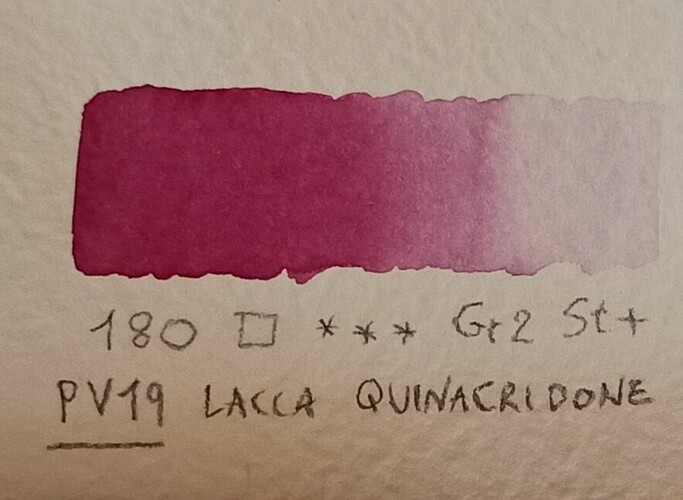 180 □ *** Gr2 St+
PV19 LACCA QUINACRIDONE